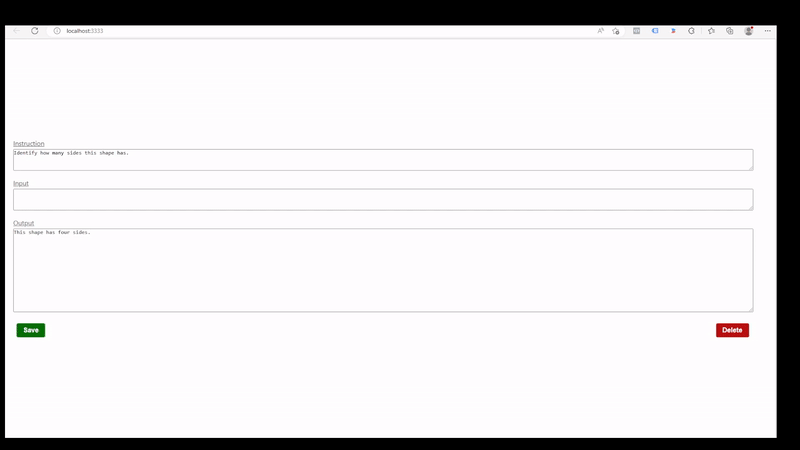 localhost:3333
Instruction
Identify how many sides this shape has.
Input
Output
This shape has four sides.
Save
Delete